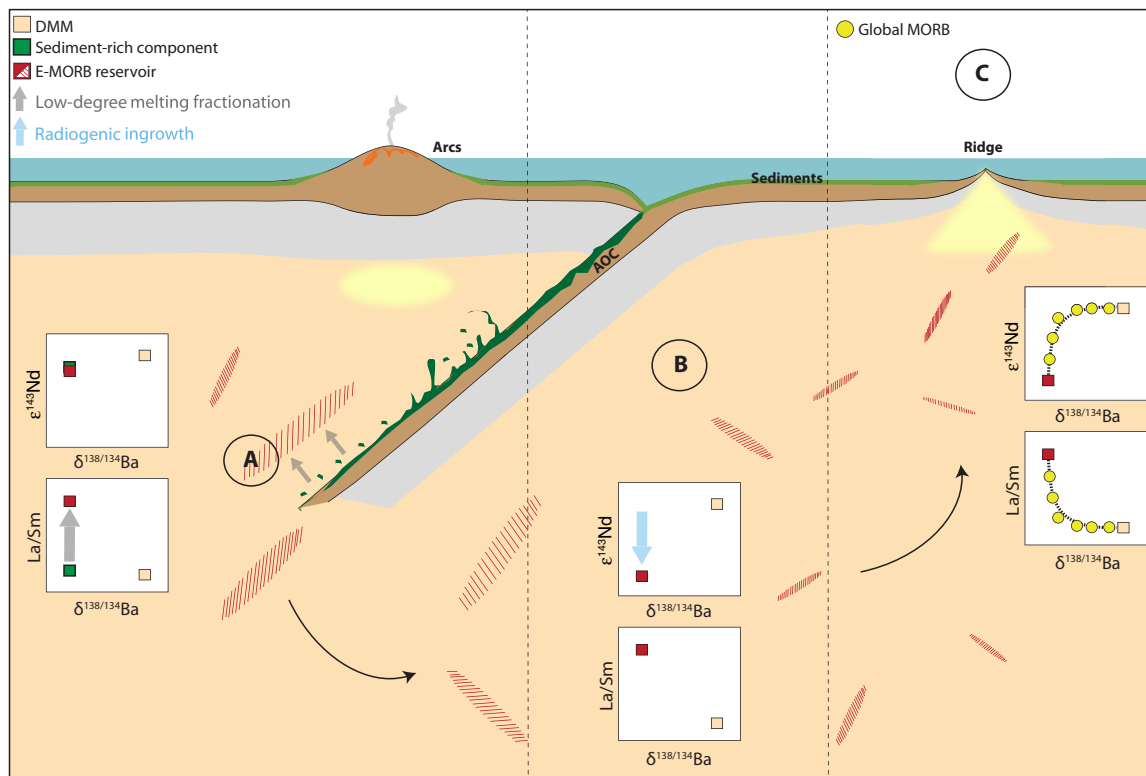 DMM
Sediment-rich component
E-MORB reservoir
Low-degree melting fractionation
Radiogenic ingrowth
Global MORB
C
Arcs
Ridge
Sediments
AOC
B
A
ε¹⁴³Nd
δ¹³⁸/¹³⁴Ba
La/Sm
δ¹³⁸/¹³⁴Ba
ε¹⁴³Nd
δ¹³⁸/¹³⁴Ba
La/Sm
δ¹³⁸/¹³⁴Ba
ε¹⁴³Nd
δ¹³⁸/¹³⁴Ba
La/Sm
δ¹³⁸/¹³⁴Ba